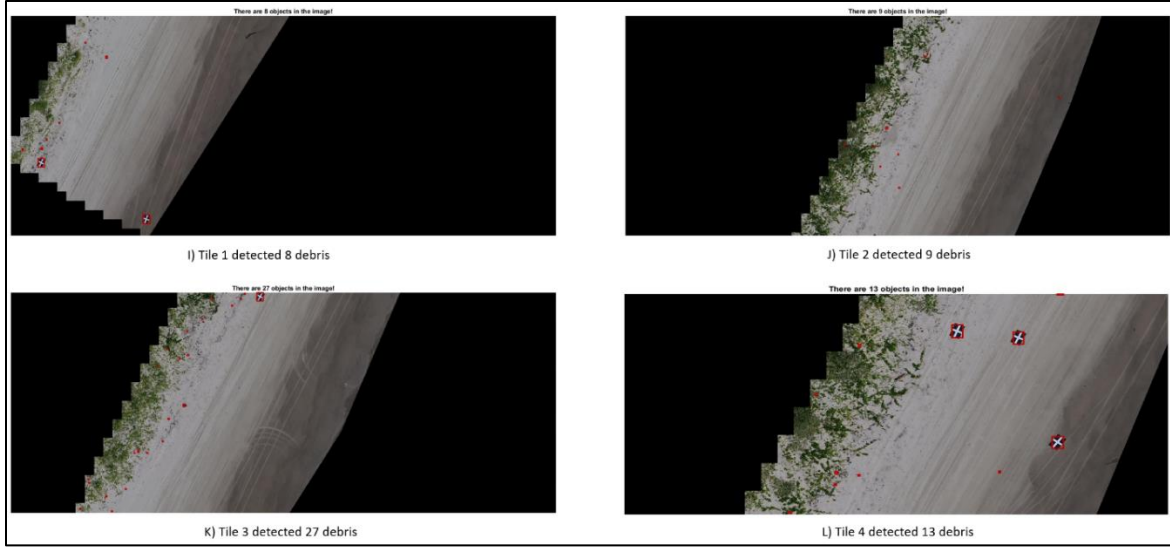 There are 8 objects in the image!
There are 9 objects in the image!
I) Tile 1 detected 8 debris
J) Tile 2 detected 9 debris
There are 27 objects in the image!
There are 13 objects in the image!
K) Tile 3 detected 27 debris
L) Tile 4 detected 13 debris